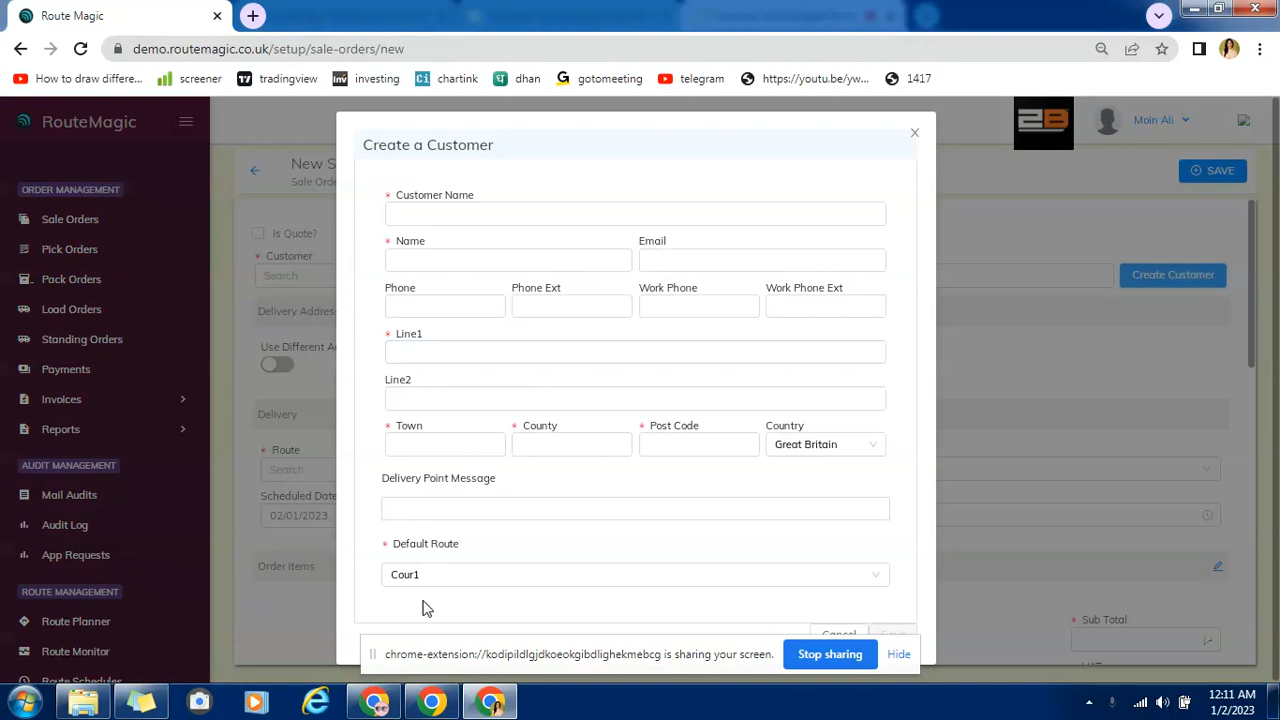 Route Magic
demo.routemagic.co.uk/setup/sale-orders/new
How to draw differe...
screener
tradingview
investing
chartink
dhan
gotomeeting
telegram
https://youtu.be/yw...
1417
RouteMagic
2B
Moin Ali
ORDER MANAGEMENT
Sale Orders
Pick Orders
Pack Orders
Load Orders
Standing Orders
Payments
Invoices
Reports
AUDIT MANAGEMENT
Mail Audits
Audit Log
App Requests
ROUTE MANAGEMENT
Route Planner
Route Monitor
Route Schedules
New S
Sale Orde
SAVE
Is Quote?
* Customer
Search
Create Customer
Delivery Addres
Use Different A
Delivery
* Route
Search
Scheduled Date
02/01/2023
Order Items
* Sub Total
VAT
Create a Customer
* Customer Name
* Name Email
Phone Phone Ext Work Phone Work Phone Ext
* Line1
Line2
* Town * County * Post Code Country
Great Britain
Delivery Point Message
* Default Route
Cour1
Cancel Save
chrome-extension://kodipildlgjdkoeokgibdlighekmebcg is sharing your screen.
Stop sharing
Hide
12:11 AM
1/2/2023